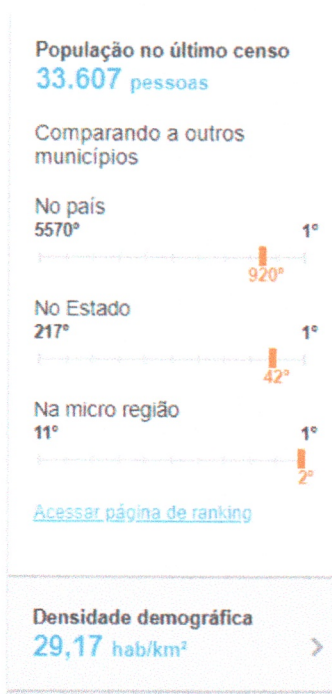 População no último censo
33.607 pessoas
Comparando a outros
municípios
No país
5570° 1°
920°
No Estado
217° 1°
42°
Na micro região
11° 1°
2°
Acessar página de ranking
Densidade demográfica
29,17 hab/km² >